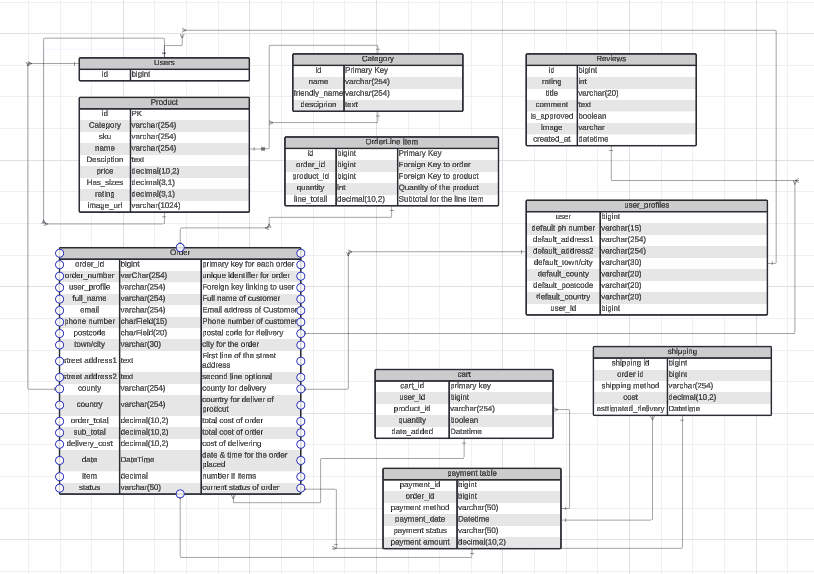 Users
id bigint
Product
id PK
Category varchar(254)
sku varchar(254)
name varchar(254)
Desciption text
price decimal(10,2)
Has_sizes decimal(3,1)
rating decimal(3,1)
image_url varchar(1024)
Category
id Primary Key
name varchar(254)
friendly_name varchar(254)
desciprion text
OrderLine Item
id bigint Primary Key
order_id bigint Foreign Key to order
product_id bigint Foreign Key to product
quantity int Quantity of the product
line_totall decimal(10,2) Subtotal for the line item
Reviews
id bigint
rating int
title varchar(20)
comment text
is_approved boolean
image varchar
created_at datetime
user_profiles
user bigint
default ph number varchar(15)
default_address1 varchar(254)
default_address2 varchar(254)
default_town/city varchar(30)
default_county varchar(20)
default_postcode varchar(20)
default_country varchar(20)
user_id bigint
Order
order_id bigint primary key for each order
order_number varChar(254) unique identifier for order
user_profile varchar(254) Foreign key linking to user
full_name varchar(254) Full name of customer
email varchar(254) Email address of Customer
phone number charField(15) Phone number of customer
postcode charField(20) postal code for delivery
town/city varchar(30) city for the order
street address1 text First line of the street
address
street address2 text second line optional
county varchar(254) county for delivery
country varchar(254) country for deliver of
product
order_total decimal(10,2) total cost of order
sub_total decimal(10,2) total cost of order
delivery_cost decimal(10,2) cost of delivering
date DateTime date & time for the order
placed
item decimal number if items
status varchar(50) current status of order
cart
cart_id primary key
user_id bigint
product_id varchar(254)
quantity boolean
date_added Datetime
shipping
shipping id bigint
order id bigint
shipping method varchar(254)
cost decimal(10,2)
estimated_delivery Datetime
payment table
payment_id bigint
order_id bigint
payment method varchar(50)
payment_date Datetime
payment status varchar(50)
payment amount decimal(10,2)